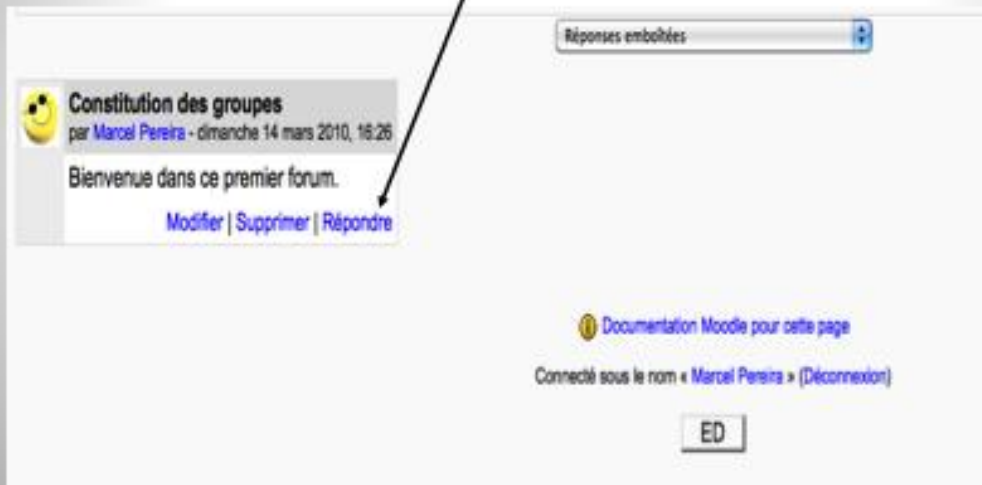 Réponses emboîtées
Constitution des groupes
par Marcel Pereira - dimanche 14 mars 2010, 16:26
Bienvenue dans ce premier forum.
Modifier | Supprimer | Répondre
Documentation Moodle pour cette page
Connecté sous le nom « Marcel Pereira » (Déconnexion)
ED